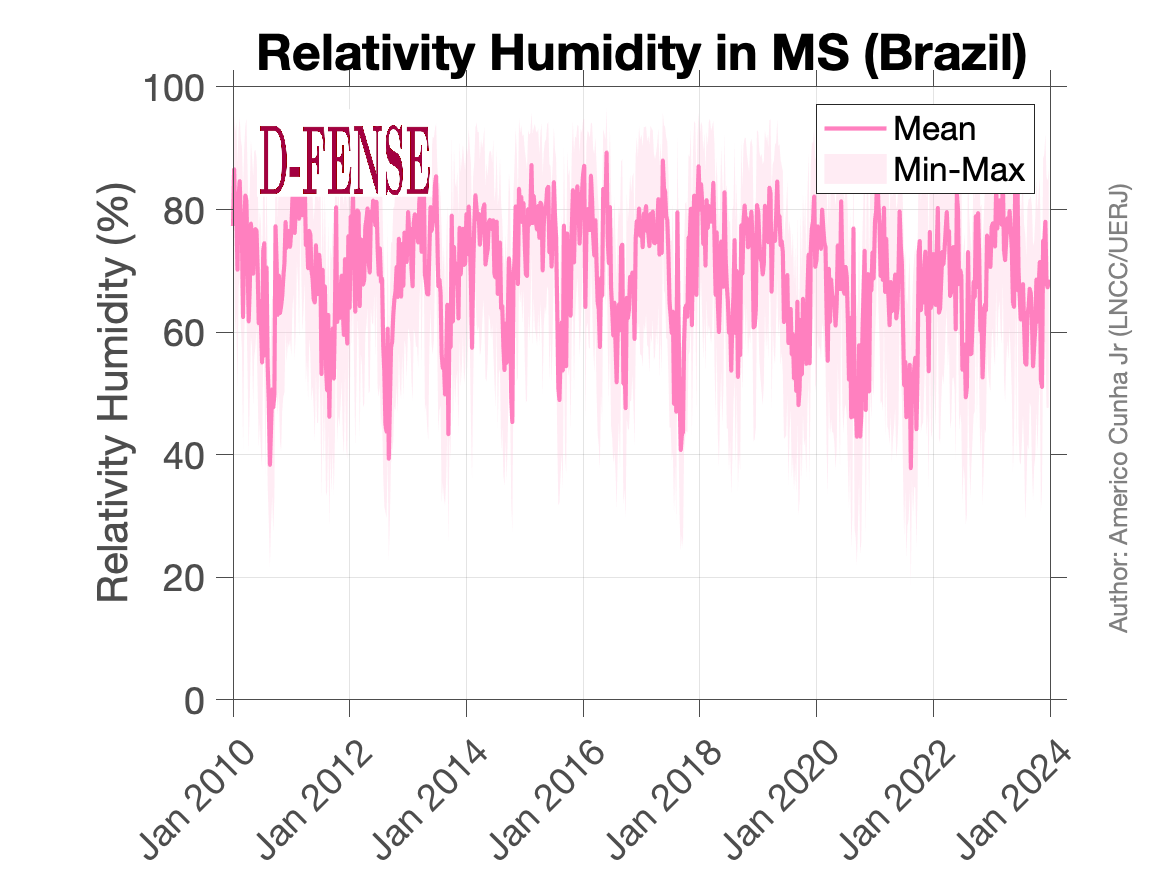 Relativity Humidity in MS (Brazil)
D-FENSE
Mean
Min-Max
Relativity Humidity (%)
100
80
60
40
20
0
Jan 2010
Jan 2012
Jan 2014
Jan 2016
Jan 2018
Jan 2020
Jan 2022
Jan 2024
Author: Americo Cunha Jr (LNCC/UERJ)